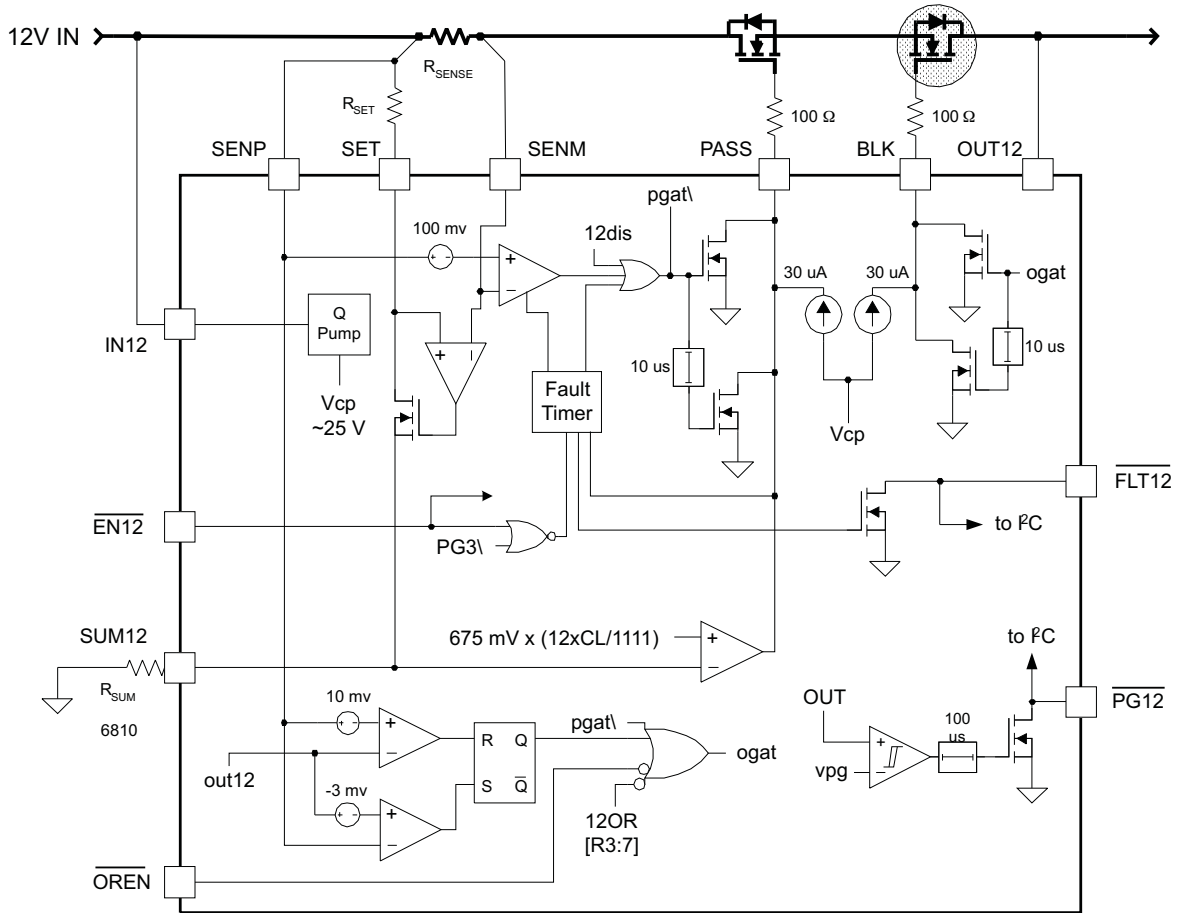 12V IN
R_SENSE
R_SET
100 Ω
100 Ω
SENP
SET
SENM
PASS
BLK
OUT12
pgat\
100 mv
+ -
12dis
+
−
30 uA
30 uA
ogat
Q
Pump
IN12
+
−
10 us
10 us
Fault
Timer
Vcp
~25 V
Vcp
FLT12
to I²C
EN12
PG3\
SUM12
675 mV x (12xCL/1111)
+
−
to I²C
R_SUM
6810
10 mv
+ -
+
−
R Q
S Q
pgat\
ogat
OUT
100
us
PG12
+
−
vpg
out12
-3 mv
+ -
+
−
12OR
[R3:7]
OREN